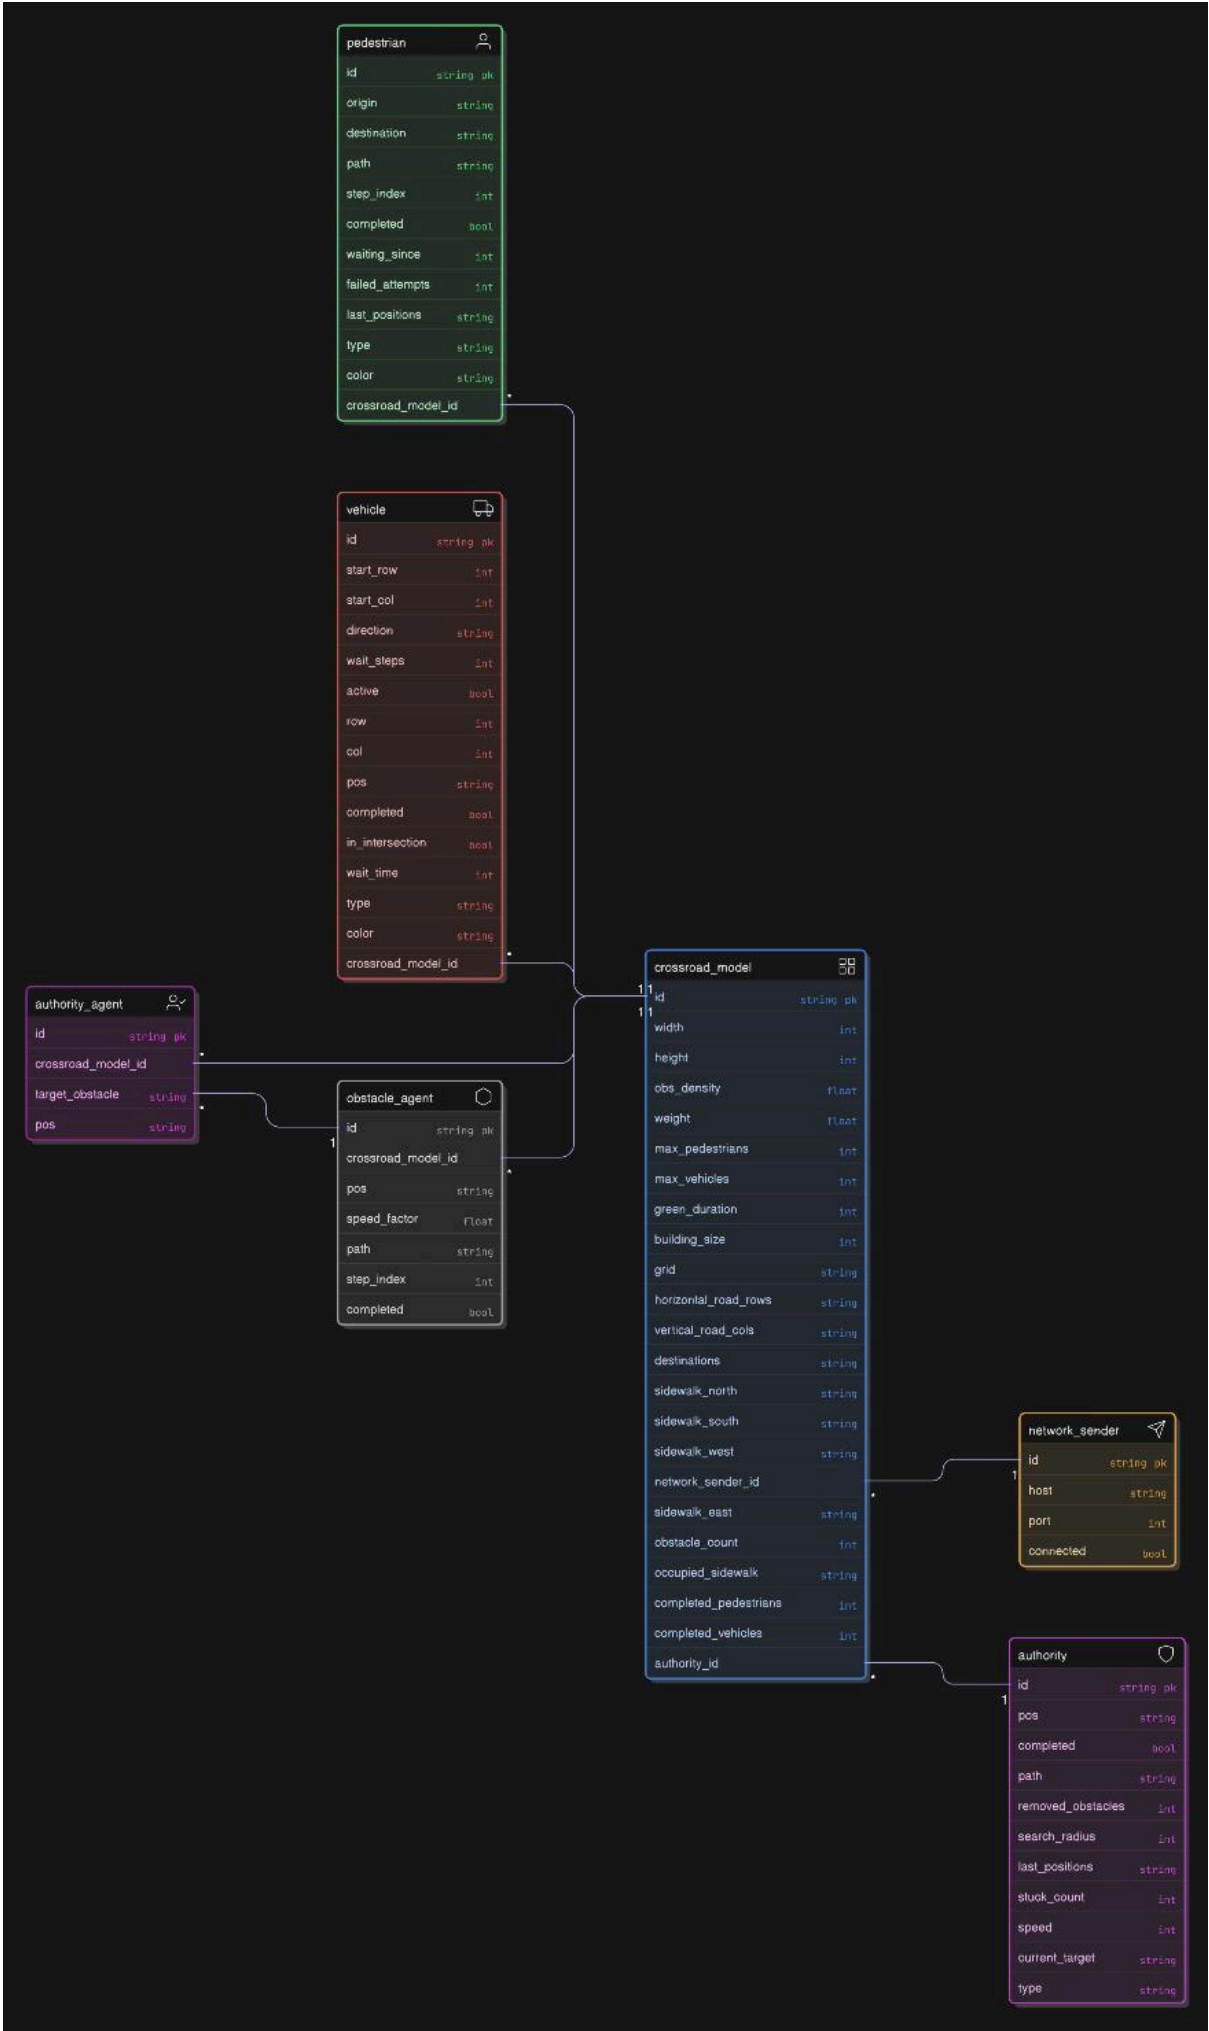 pedestrian
id string pk
origin string
destination string
path string
step_index int
completed bool
waiting_since int
failed_attempts int
last_positions string
type string
color string
crossroad_model_id *
vehicle
id string pk
start_row int
start_col int
direction string
wait_steps int
active bool
row int
col int
pos string
completed bool
in_intersection bool
wait_time int
type string
color string
crossroad_model_id *
authority_agent
id string pk
crossroad_model_id *
target_obstacle string *
pos string
obstacle_agent
id string pk
1
crossroad_model_id *
pos string
speed_factor float
path string
step_index int
completed bool
crossroad_model
1 1 id string pk
1 1 width int
height int
obs_density float
weight float
max_pedestrians int
max_vehicles int
green_duration int
building_size int
grid string
horizontal_road_rows string
vertical_road_cols string
destinations string
sidewalk_north string
sidewalk_south string
sidewalk_west string
network_sender_id *
sidewalk_east string
obstacle_count int
occupied_sidewalk string
completed_pedestrians int
completed_vehicles int
authority_id *
network_sender
id string pk
1
host string
port int
connected bool
authority
id string pk
1
pos string
completed bool
path string
removed_obstacles int
search_radius int
last_positions string
stuck_count int
speed int
current_target string
type string